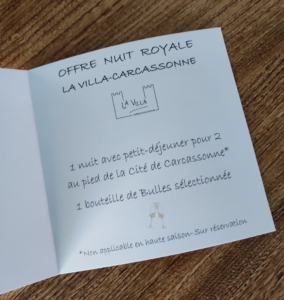 OFFRE NUIT ROYALE
LA VILLA-CARCASSONNE
LA VILLA
1 nuit avec petit-déjeuner pour 2
au pied de la Cité de Carcassonne*
1 bouteille de Bulles sélectionnée
*Non applicable en haute saison-Sur réservation